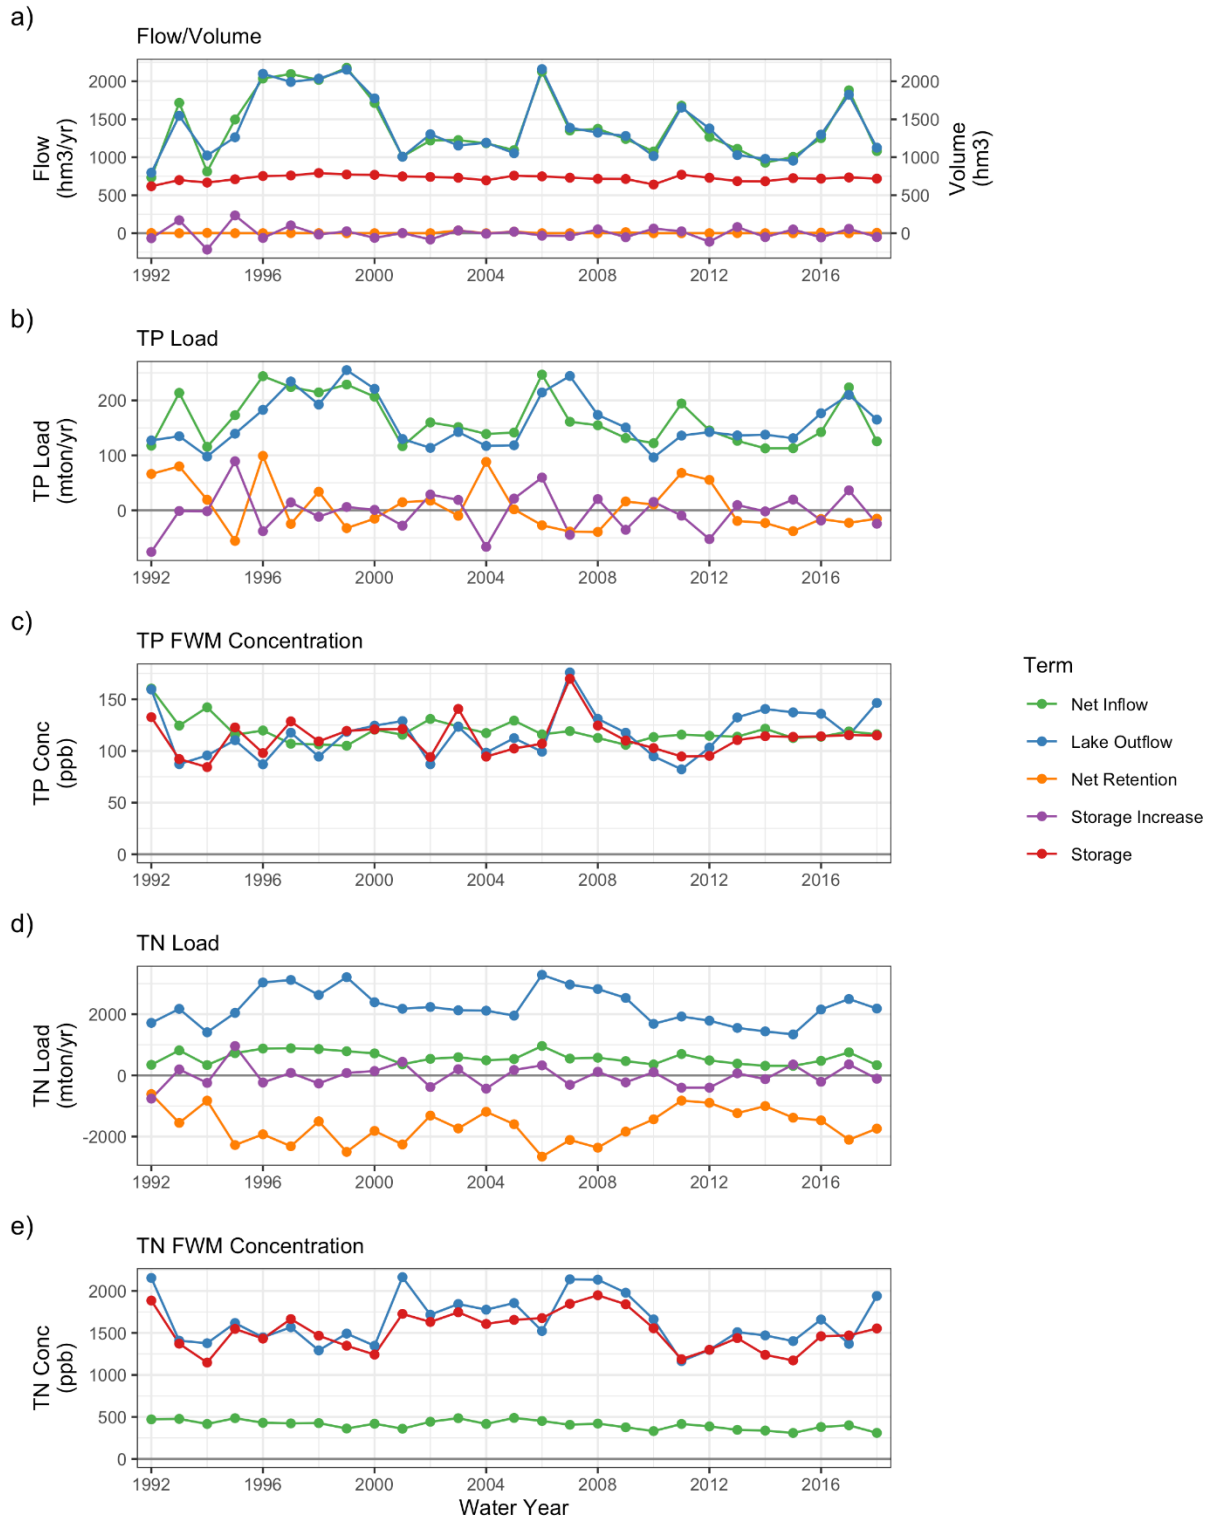 a)
Flow/Volume
2000
1500
1000
500
0
Flow
(hm3/yr)
2000
1500
1000
500
0
Volume
(hm3)
1992 1996 2000 2004 2008 2012 2016
b)
TP Load
200
100
0
TP Load
(mton/yr)
1992 1996 2000 2004 2008 2012 2016
c)
TP FWM Concentration
150
100
50
0
TP Conc
(ppb)
1992 1996 2000 2004 2008 2012 2016
Term
Net Inflow
Lake Outflow
Net Retention
Storage Increase
Storage
d)
TN Load
2000
0
-2000
TN Load
(mton/yr)
1992 1996 2000 2004 2008 2012 2016
e)
TN FWM Concentration
2000
1500
1000
500
0
TN Conc
(ppb)
1992 1996 2000 2004 2008 2012 2016
Water Year